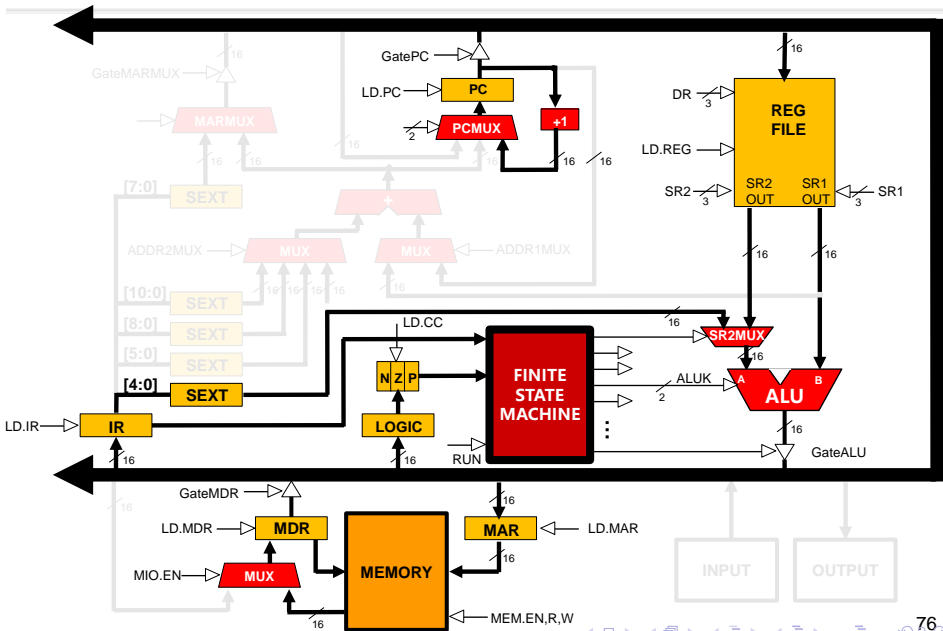 16
16
GatePC
16
GateMARMUX
LD.PC
PC
DR
3
REG
FILE
MARMUX
2
PCMUX
+1
LD.REG
16
16
16
16
16
16
[7:0]
SEXT
SR2
3
SR2
OUT
SR1
OUT
3
SR1
+
ADDR2MUX
MUX
MUX
ADDR1MUX
16
16
[10:0]
SEXT
16
16
16
16
[8:0]
SEXT
LD.CC
16
SR2MUX
[5:0]
SEXT
16
N Z P
FINITE
STATE
MACHINE
ALUK
2
A
B
ALU
[4:0]
SEXT
LD.IR
IR
LOGIC
16
RUN
GateALU
16
16
GateMDR
16
16
LD.MDR
MDR
MAR
LD.MAR
16
MIO.EN
MUX
MEMORY
INPUT
OUTPUT
16
MEM.EN,R,W
76